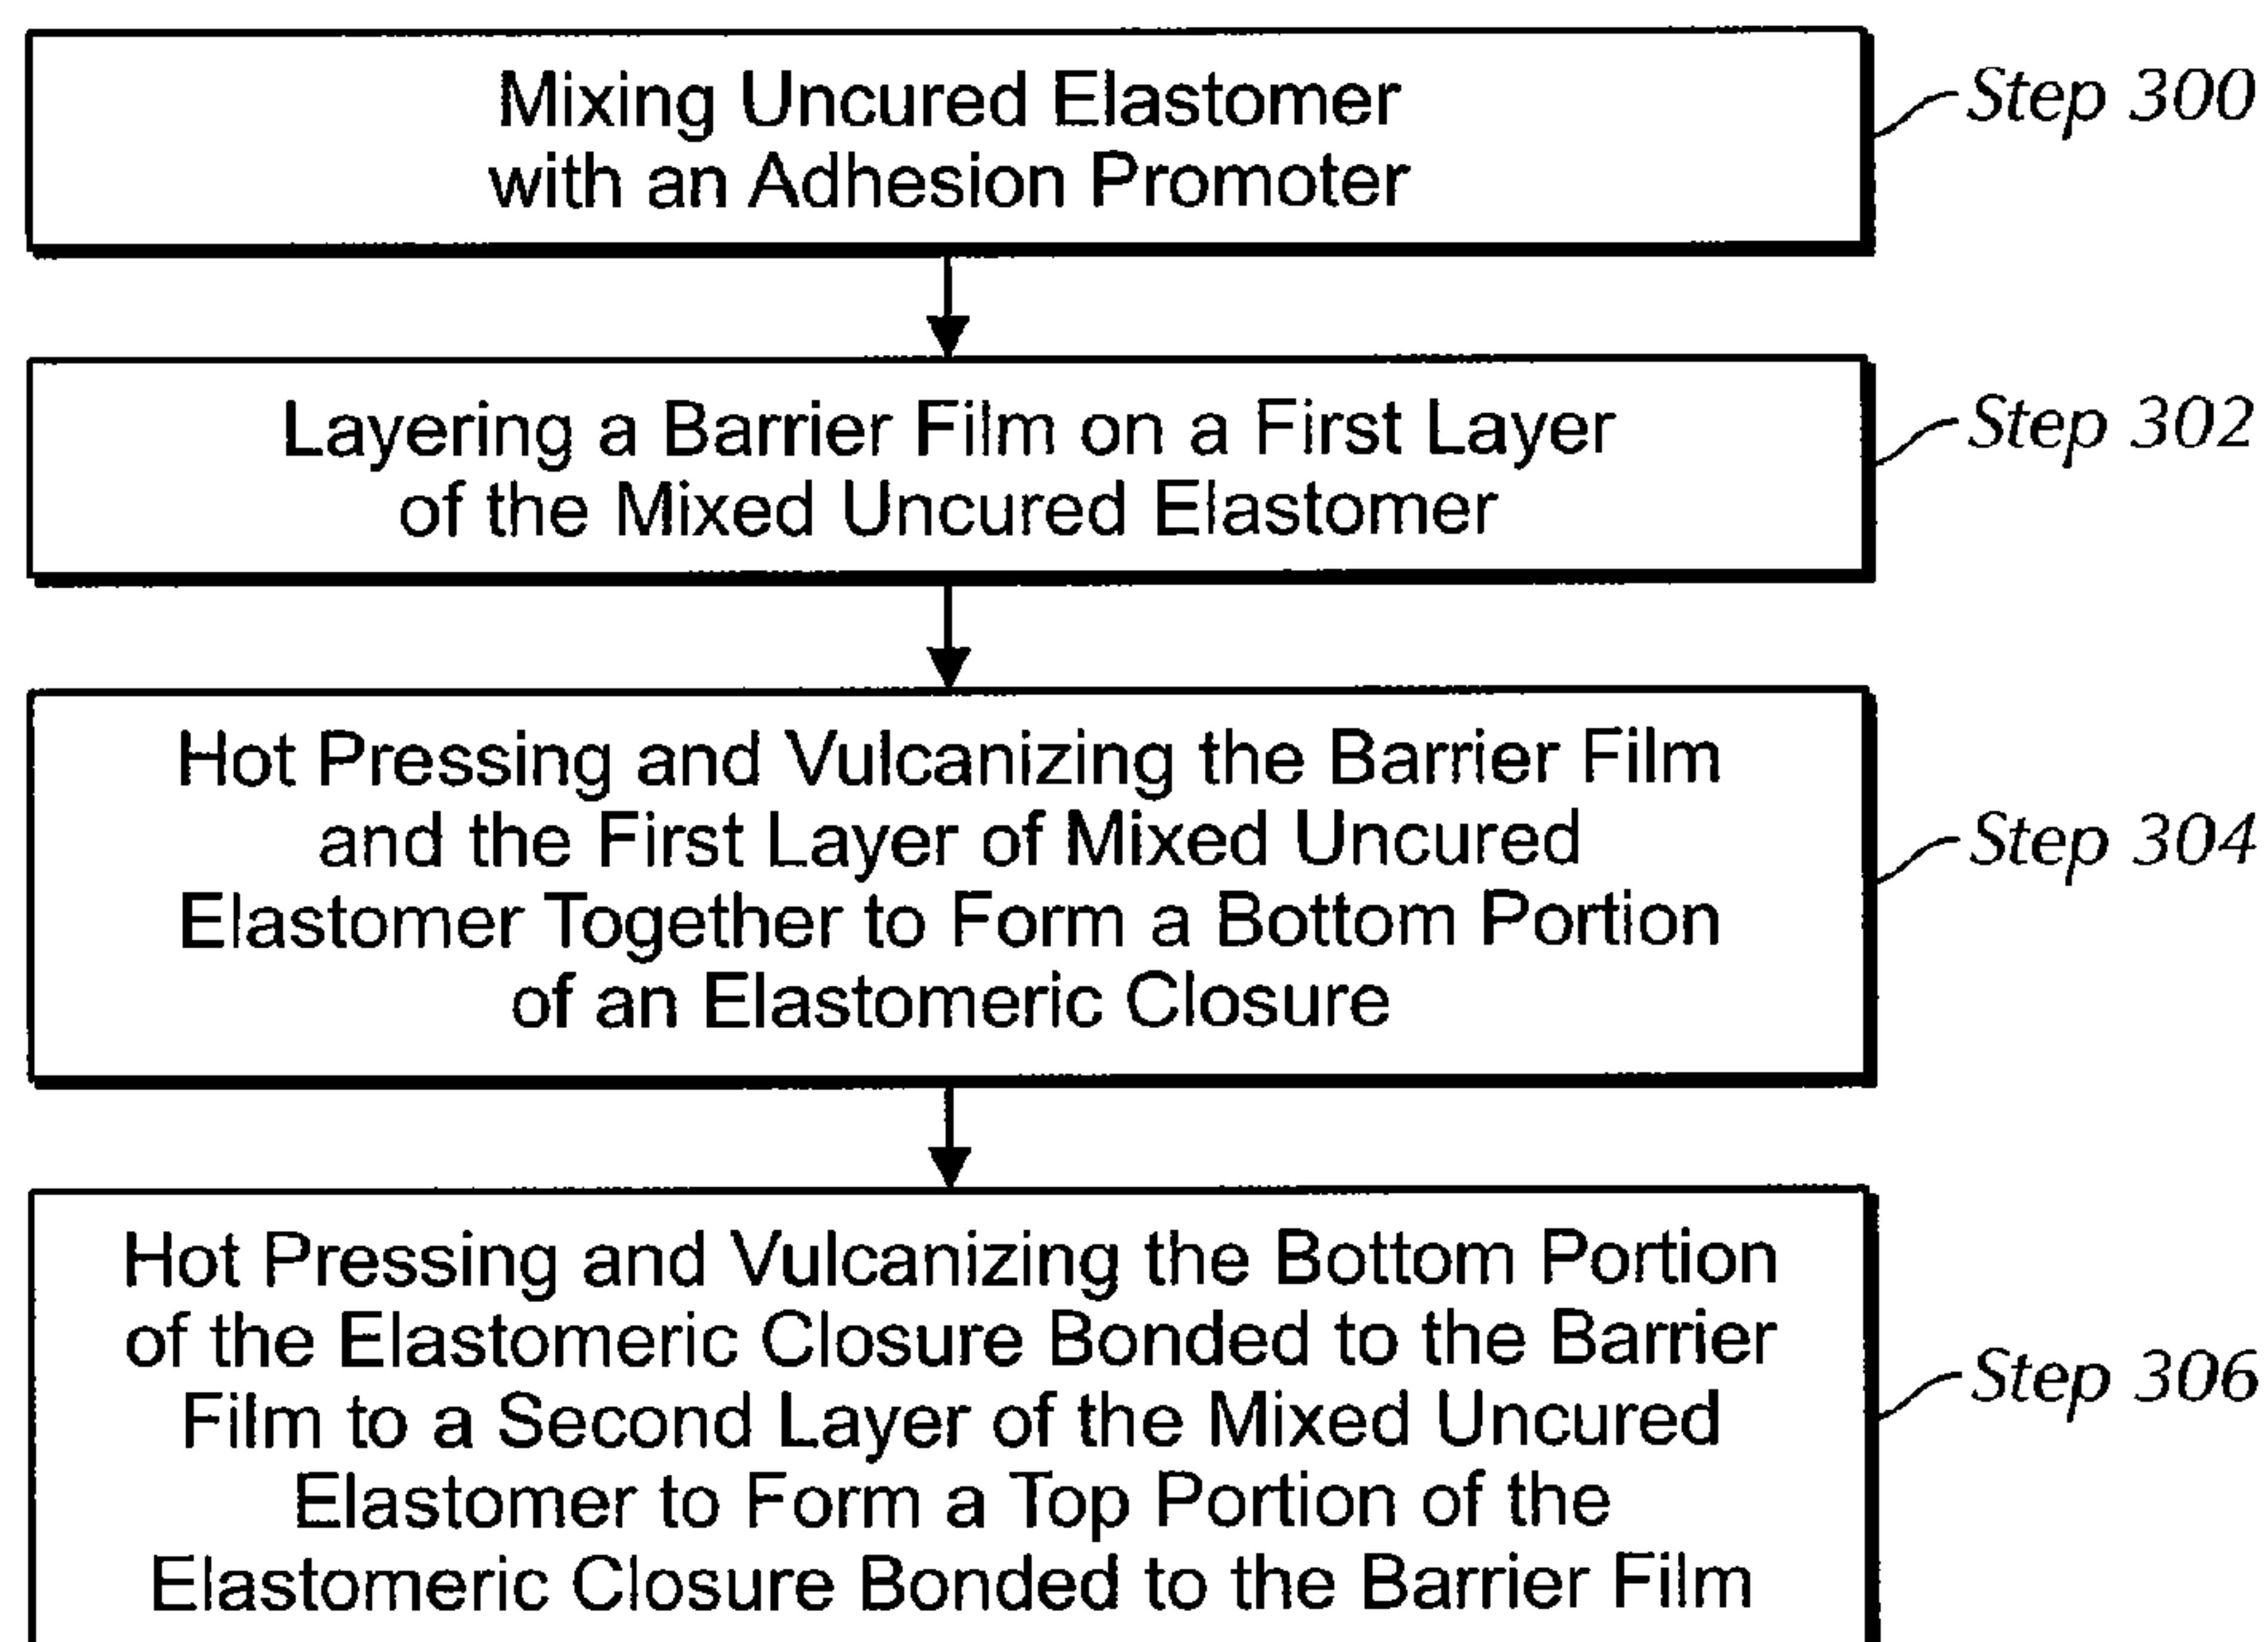 Mixing Uncured Elastomer
with an Adhesion Promoter
Step 300
Layering a Barrier Film on a First Layer
of the Mixed Uncured Elastomer
Step 302
Hot Pressing and Vulcanizing the Barrier Film
and the First Layer of Mixed Uncured
Elastomer Together to Form a Bottom Portion
of an Elastomeric Closure
Step 304
Hot Pressing and Vulcanizing the Bottom Portion
of the Elastomeric Closure Bonded to the Barrier
Film to a Second Layer of the Mixed Uncured
Elastomer to Form a Top Portion of the
Elastomeric Closure Bonded to the Barrier Film
Step 306